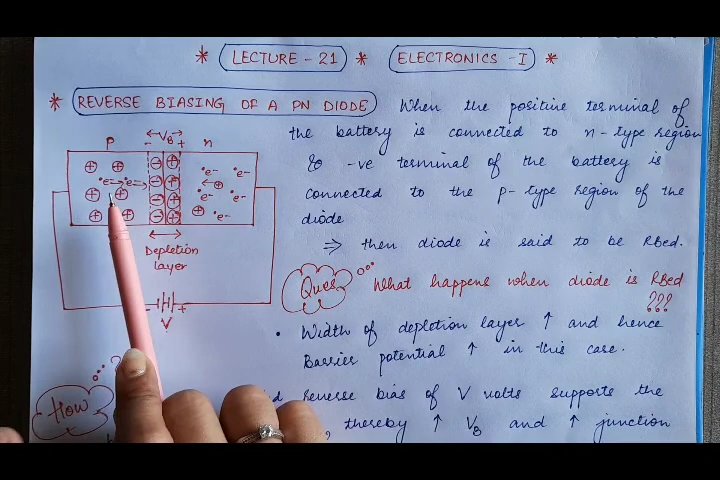 * LECTURE - 21 * ELECTRONICS - I *
* REVERSE BIASING OF A PN DIODE When the positive terminal of
the battery is connected to n-type region
& -ve terminal of the battery is
connected to the p-type region of the
diode
⇒ then diode is said to be RBed.
p ← VB → n
- +
e- e-
e- e-
e- e-
e-
Depletion
Layer
- +
V
Ques What happens when diode is RBed
???
• Width of depletion layer ↑ and hence
Barrier potential ↑ in this case.
How ?
reverse bias of V volts supports the
, thereby ↑ VB and ↑ junction